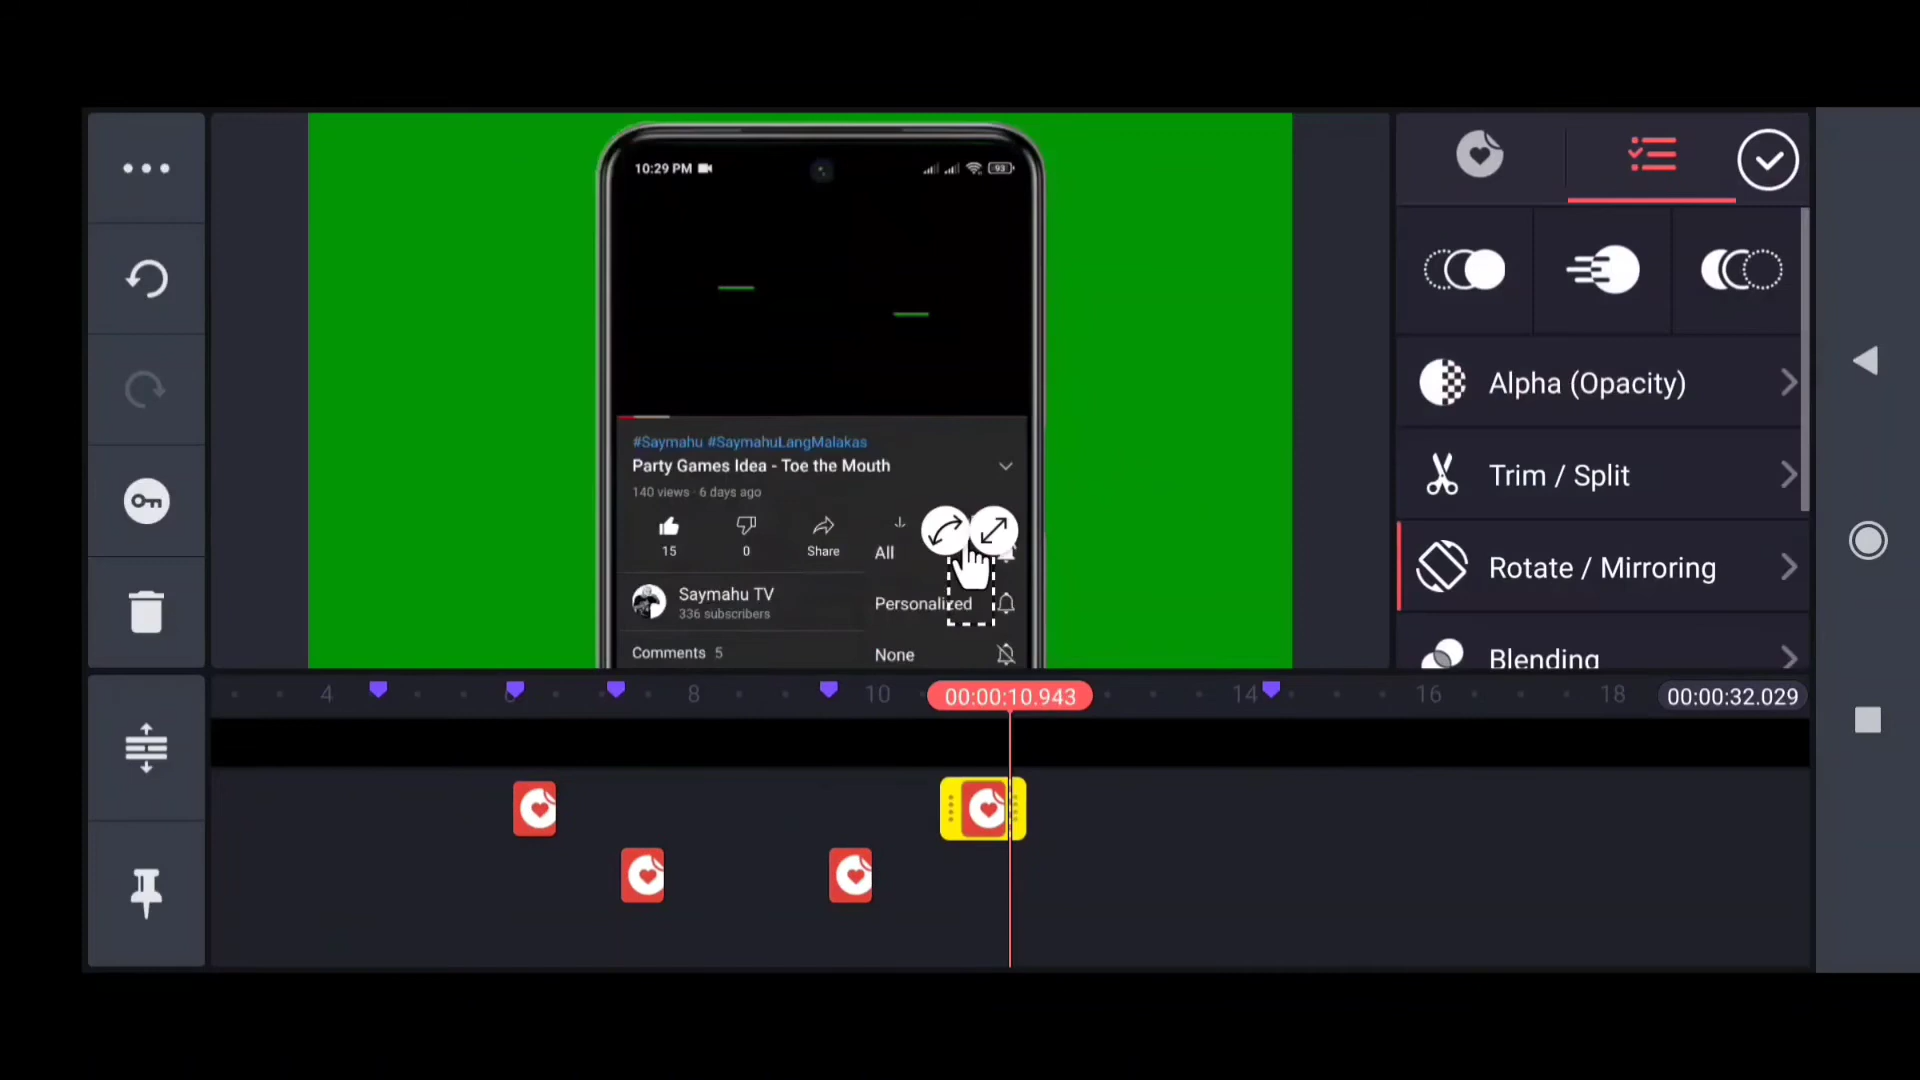 10:29 PM
93
#Saymahu #SaymahuLangMalakas
Party Games Idea - Toe the Mouth
140 views · 6 days ago
15
0
Share
All
Saymahu TV
336 subscribers
Personalized
Comments 5
None
Alpha (Opacity)
Trim / Split
Rotate / Mirroring
Blending
4
6
8
10
00:00:10.943
14
16
18
00:00:32.029